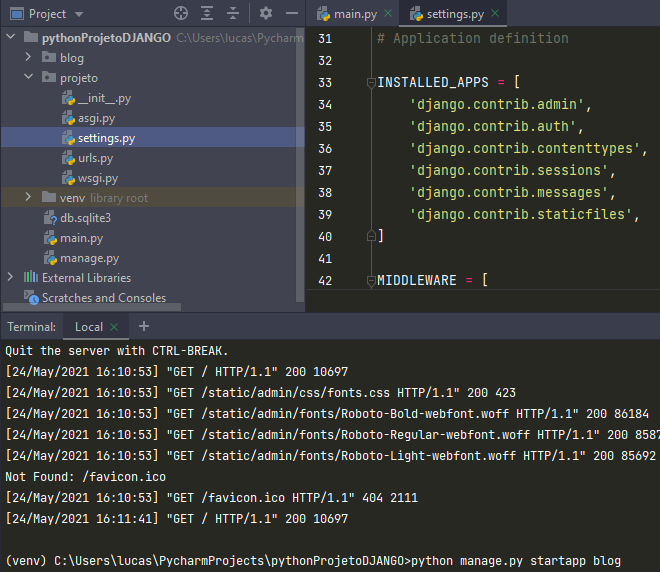 Project
pythonProjetoDJANGO C:\Users\lucas\Pycharm
blog
projeto
__init__.py
asgi.py
settings.py
urls.py
wsgi.py
venv library root
db.sqlite3
main.py
manage.py
External Libraries
Scratches and Consoles
main.py
settings.py
31 # Application definition
32
33 INSTALLED_APPS = [
34 'django.contrib.admin',
35 'django.contrib.auth',
36 'django.contrib.contenttypes',
37 'django.contrib.sessions',
38 'django.contrib.messages',
39 'django.contrib.staticfiles',
40 ]
41
42 MIDDLEWARE = [
Terminal: Local
Quit the server with CTRL-BREAK.
[24/May/2021 16:10:53] "GET / HTTP/1.1" 200 10697
[24/May/2021 16:10:53] "GET /static/admin/css/fonts.css HTTP/1.1" 200 423
[24/May/2021 16:10:53] "GET /static/admin/fonts/Roboto-Bold-webfont.woff HTTP/1.1" 200 86184
[24/May/2021 16:10:53] "GET /static/admin/fonts/Roboto-Regular-webfont.woff HTTP/1.1" 200 8587
[24/May/2021 16:10:53] "GET /static/admin/fonts/Roboto-Light-webfont.woff HTTP/1.1" 200 85692
Not Found: /favicon.ico
[24/May/2021 16:10:53] "GET /favicon.ico HTTP/1.1" 404 2111
[24/May/2021 16:11:41] "GET / HTTP/1.1" 200 10697
(venv) C:\Users\lucas\PycharmProjects\pythonProjetoDJANGO>python manage.py startapp blog